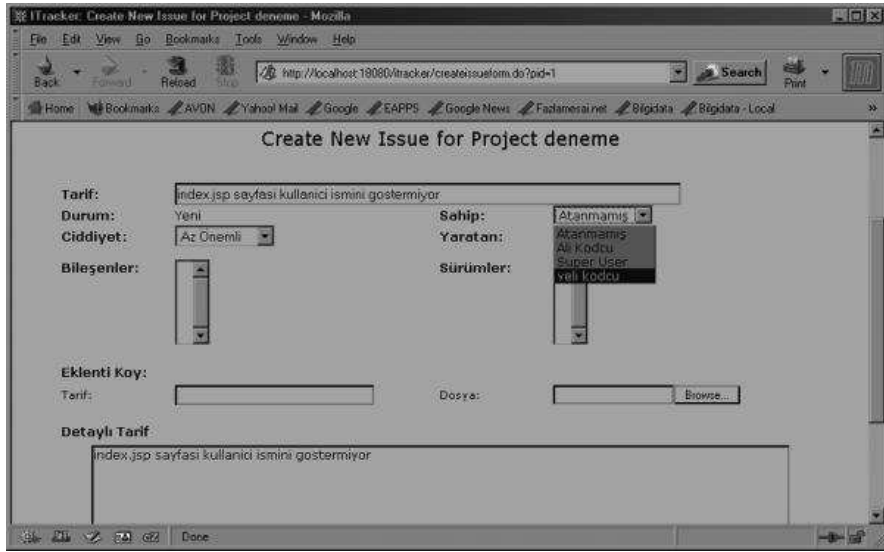 ITracker: Create New Issue for Project deneme - Mozilla
File Edit View Go Bookmarks Tools Window Help
Back Forward Reload Stop http://localhost:18080/itracker/createissueform.do?pid=1 Search Print
Home Bookmarks AVON Yahoo! Mail Google EAPPS Google News Fazlamesai.net Bilgidata Bilgidata - Local
Create New Issue for Project deneme
Tarif: index.jsp sayfasi kullanici ismini gostermiyor
Durum: Yeni Sahip: Atanmamış
Ciddiyet: Az Önemli Yaratan: Atanmamış
Ali Kodcu
Super User
Bileşenler: Sürümler: veli kodcu
Eklenti Koy:
Tarif: Dosya: Browse...
Detaylı Tarif
index.jsp sayfasi kullanici ismini gostermiyor
Done